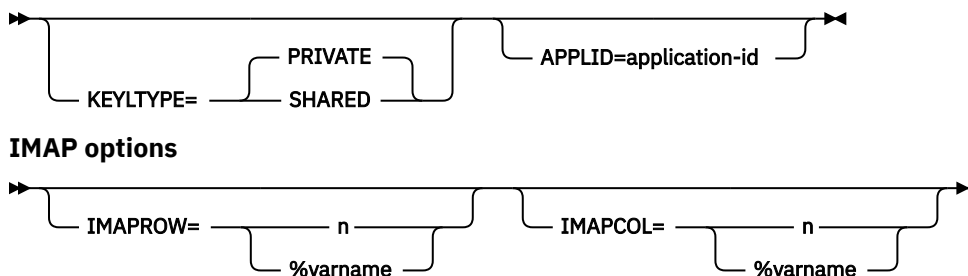 PRIVATE
KEYLTYPE= SHARED
APPLID=application-id
IMAP options
IMAPROW= n
%varname
IMAPCOL= n
%varname